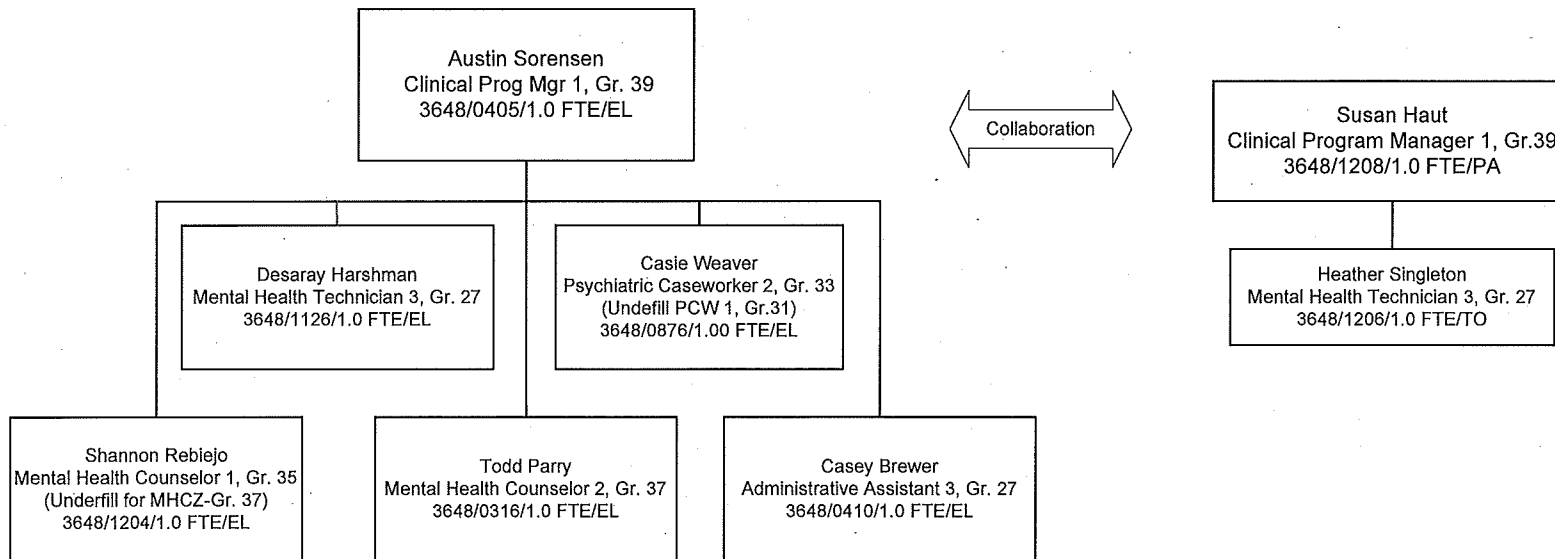 Austin Sorensen
Clinical Prog Mgr 1, Gr. 39
3648/0405/1.0 FTE/EL
Collaboration
Susan Haut
Clinical Program Manager 1, Gr.39
3648/1208/1.0 FTE/PA
Desaray Harshman
Mental Health Technician 3, Gr. 27
3648/1126/1.0 FTE/EL
Casie Weaver
Psychiatric Caseworker 2, Gr. 33
(Undefill PCW 1, Gr.31)
3648/0876/1.00 FTE/EL
Heather Singleton
Mental Health Technician 3, Gr. 27
3648/1206/1.0 FTE/TO
Shannon Rebiejo
Mental Health Counselor 1, Gr. 35
(Underfill for MHCZ-Gr. 37)
3648/1204/1.0 FTE/EL
Todd Parry
Mental Health Counselor 2, Gr. 37
3648/0316/1.0 FTE/EL
Casey Brewer
Administrative Assistant 3, Gr. 27
3648/0410/1.0 FTE/EL